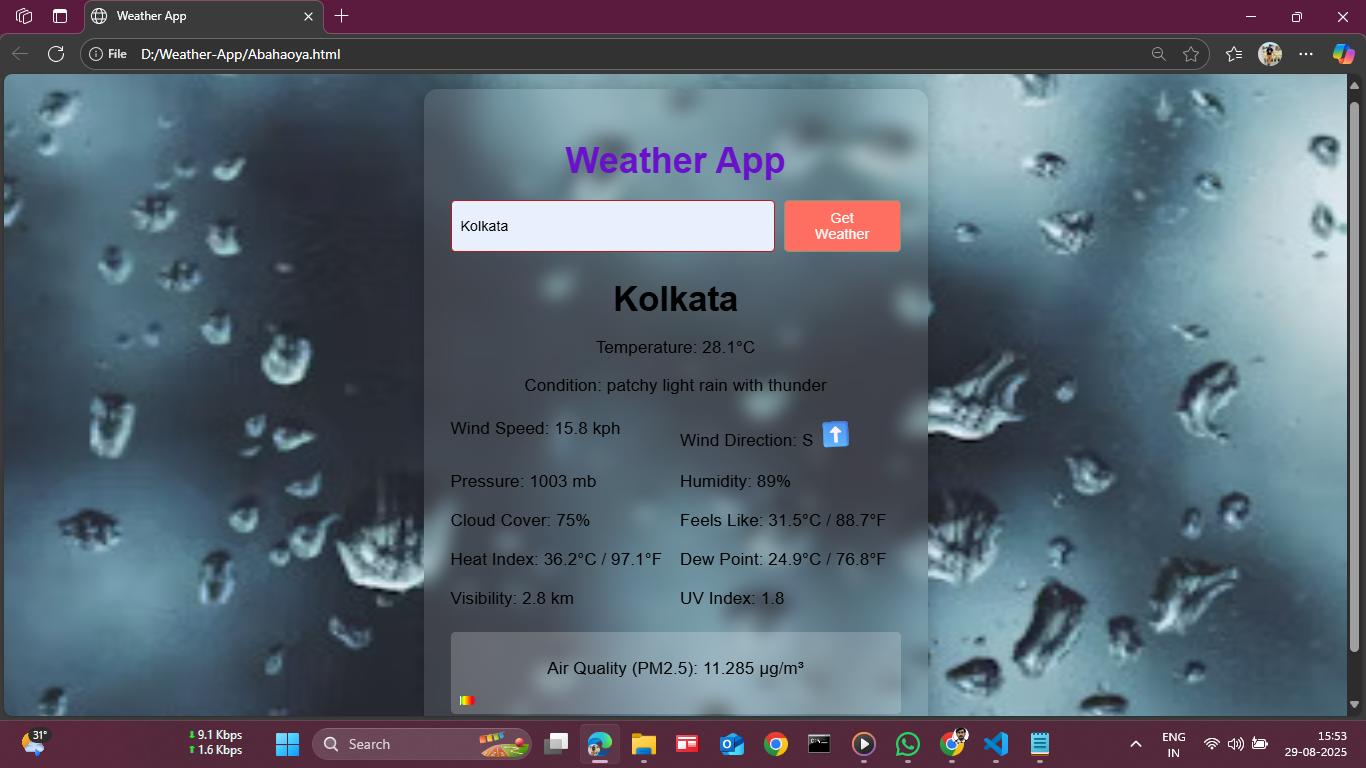 Weather App
File D:/Weather-App/Abahaoya.html
Weather App
Kolkata
Get
Weather
Kolkata
Temperature: 28.1°C
Condition: patchy light rain with thunder
Wind Speed: 15.8 kph
Wind Direction: S ⬆️
Pressure: 1003 mb
Humidity: 89%
Cloud Cover: 75%
Feels Like: 31.5°C / 88.7°F
Heat Index: 36.2°C / 97.1°F
Dew Point: 24.9°C / 76.8°F
Visibility: 2.8 km
UV Index: 1.8
Air Quality (PM2.5): 11.285 µg/m³
31°
9.1 Kbps
1.6 Kbps
Search
ENG
IN
15:53
29-08-2025